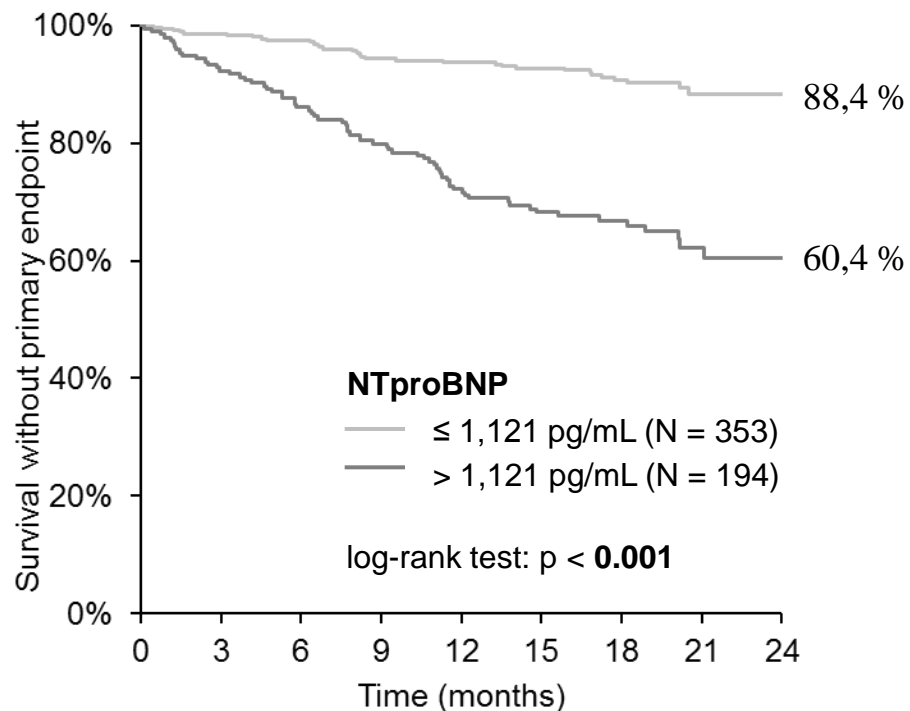 Survival without primary endpoint
100%
80%
60%
40%
20%
0%
88,4 %
60,4 %
NTproBNP
≤ 1,121 pg/mL (N = 353)
> 1,121 pg/mL (N = 194)
log-rank test: p < 0.001
0 3 6 9 12 15 18 21 24
Time (months)